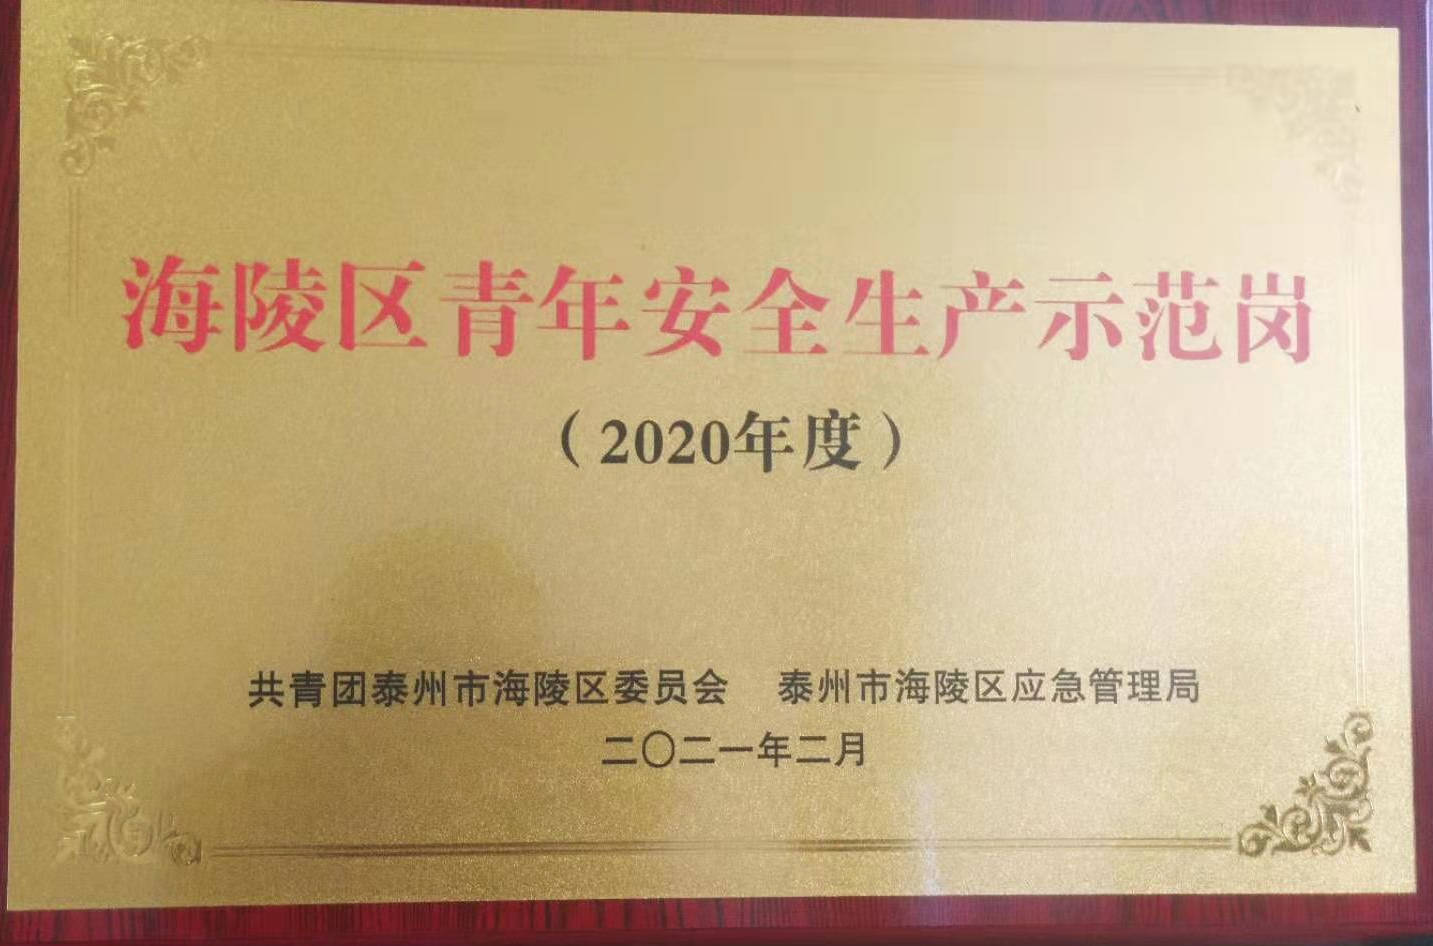 海陵区青年安全生产示范岗
（2020年度）
共青团泰州市海陵区委员会 泰州市海陵区应急管理局
二〇二一年二月